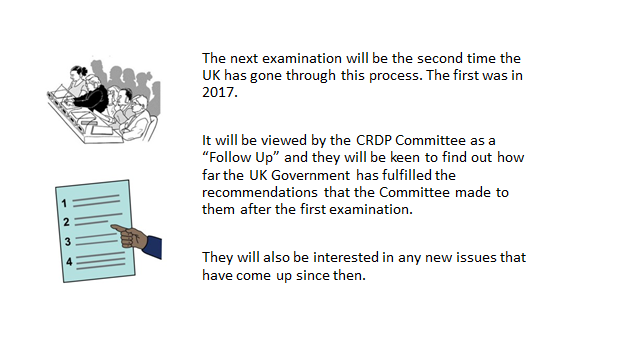 The next examination will be the second time the
UK has gone through this process. The first was in
2017.
It will be viewed by the CRDP Committee as a
“Follow Up” and they will be keen to find out how
far the UK Government has fulfilled the
recommendations that the Committee made to
them after the first examination.
They will also be interested in any new issues that
have come up since then.
1
2
3
4